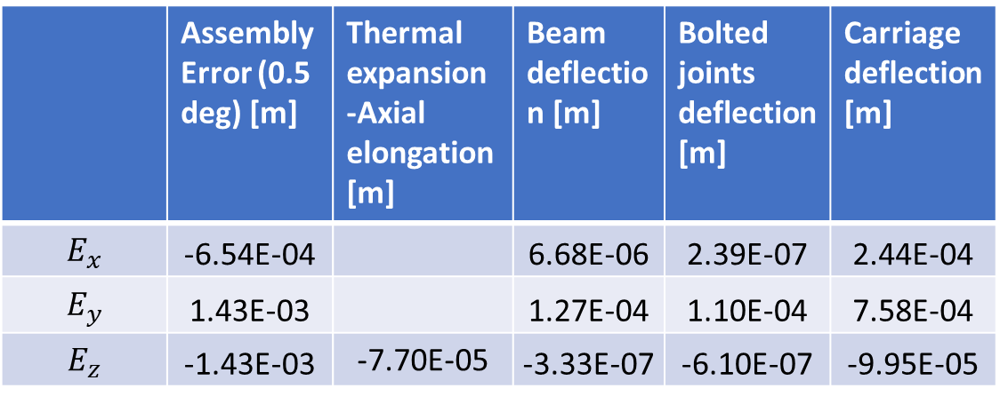 Assembly Error (0.5 deg) [m]
Thermal expansion -Axial elongation [m]
Beam deflectio n [m]
Bolted joints deflection [m]
Carriage deflection [m]
E_x -6.54E-04 6.68E-06 2.39E-07 2.44E-04
E_y 1.43E-03 1.27E-04 1.10E-04 7.58E-04
E_z -1.43E-03 -7.70E-05 -3.33E-07 -6.10E-07 -9.95E-05